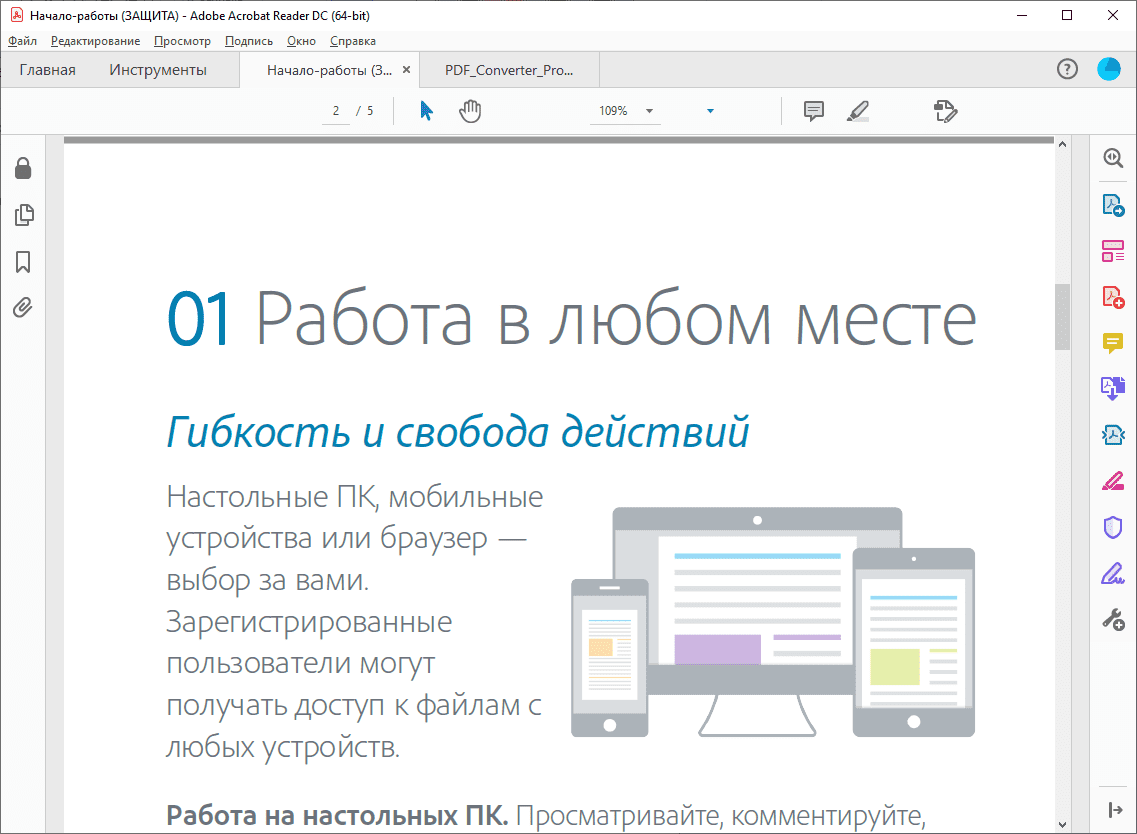 Начало-работы (ЗАЩИТА) - Adobe Acrobat Reader DC (64-bit)
Файл Редактирование Просмотр Подпись Окно Справка
Главная Инструменты Начало-работы (З... × PDF_Converter_Pro... ?
2 / 5 109%
01 Работа в любом месте
Гибкость и свобода действий
Настольные ПК, мобильные
устройства или браузер —
выбор за вами.
Зарегистрированные
пользователи могут
получать доступ к файлам с
любых устройств.
Работа на настольных ПК. Просматривайте, комментируйте,